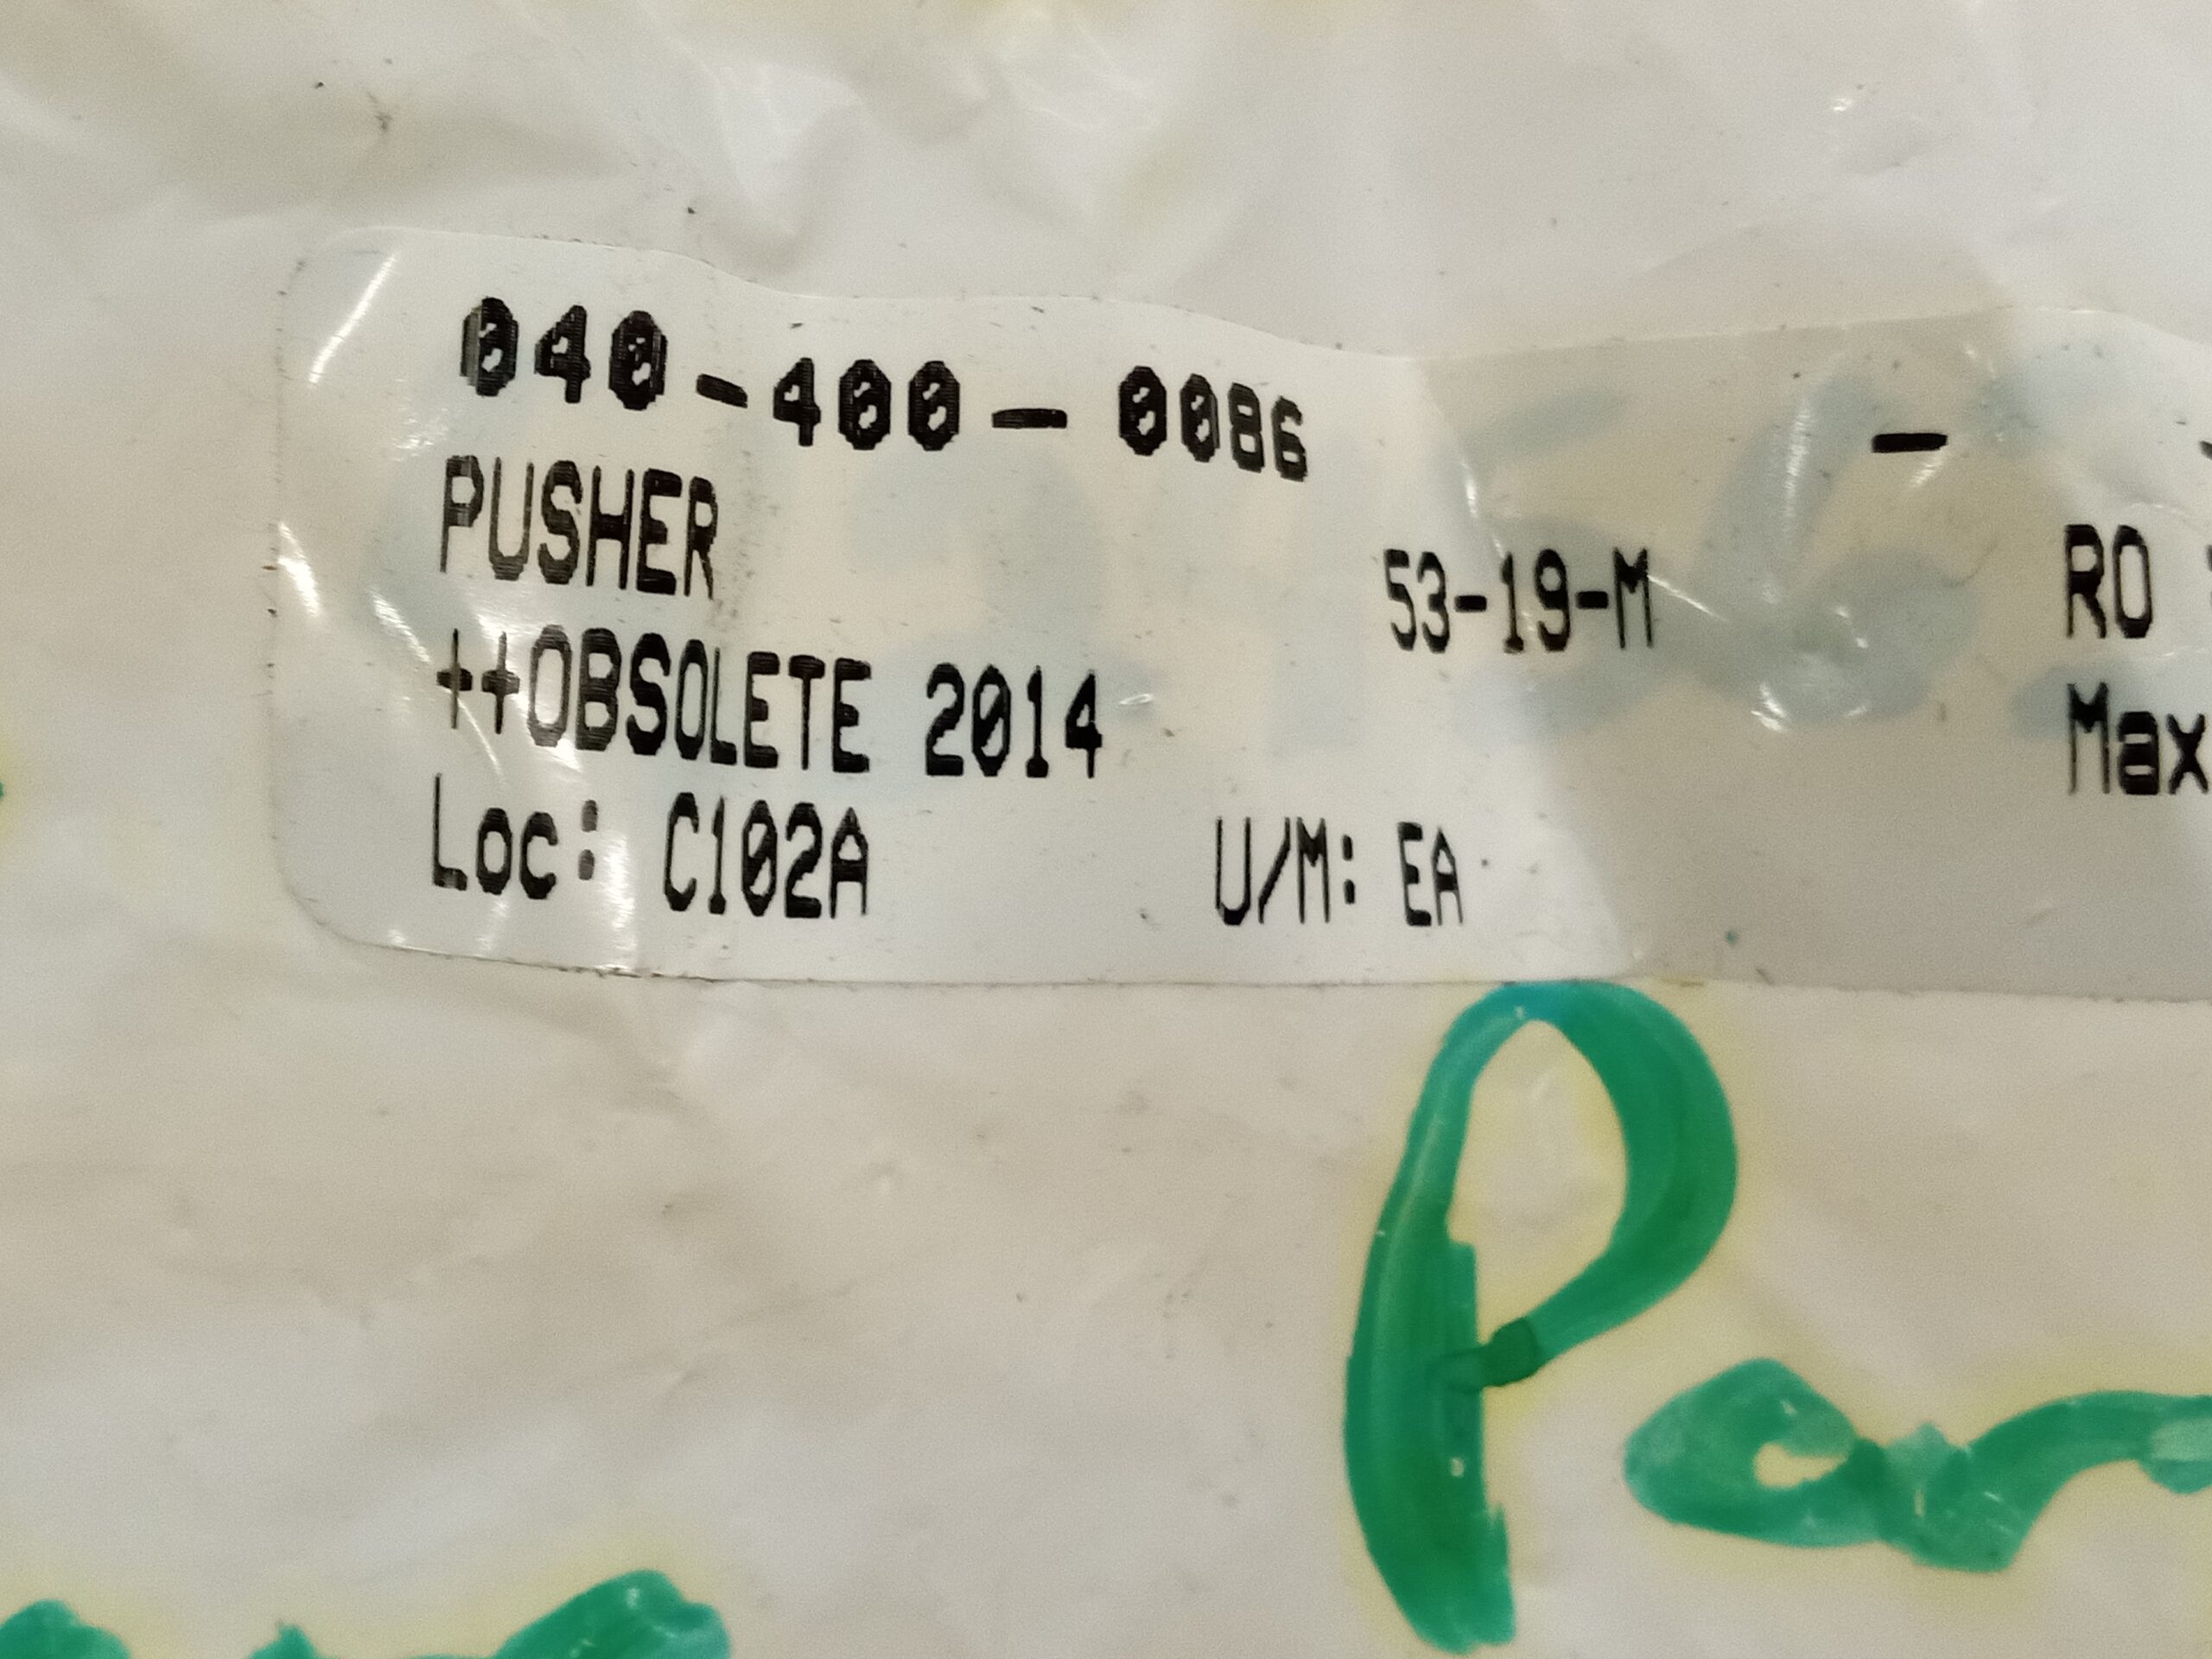 040-400-0086 -
PUSHER 53-19-M RO
++OBSOLETE 2014 Max
Loc: C102A U/M: EA